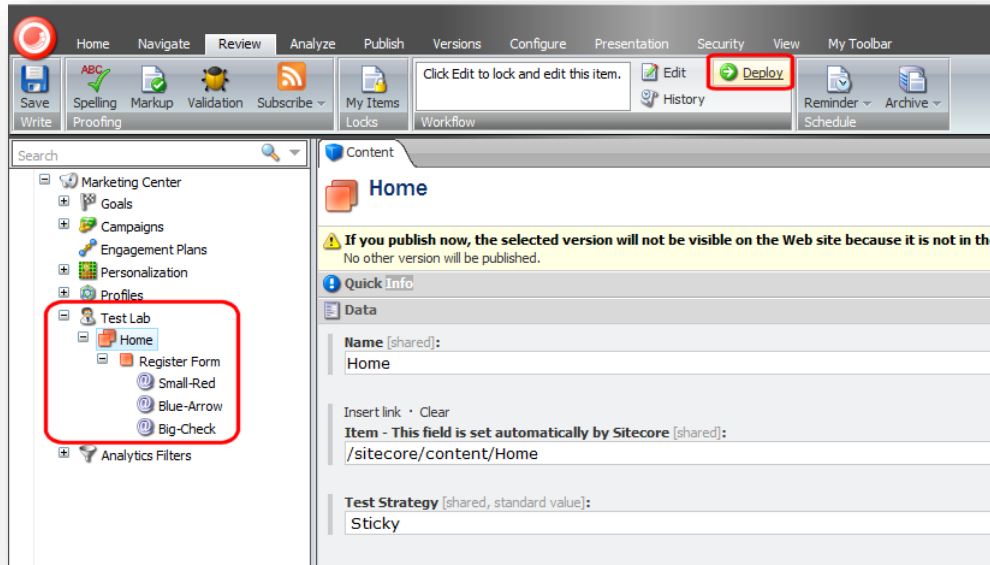 Home Navigate Review Analyze Publish Versions Configure Presentation Security View My Toolbar
Save
Write
ABC
Spelling Markup Validation Subscribe
Proofing
My Items
Locks
Click Edit to lock and edit this item.
Edit
History
Deploy
Workflow
Reminder Archive
Schedule
Search
Marketing Center
Goals
Campaigns
Engagement Plans
Personalization
Profiles
Test Lab
Home
Register Form
Small-Red
Blue-Arrow
Big-Check
Analytics Filters
Content
Home
If you publish now, the selected version will not be visible on the Web site because it is not in th
No other version will be published.
Quick Info
Data
Name [shared]:
Home
Insert link · Clear
Item - This field is set automatically by Sitecore [shared]:
/sitecore/content/Home
Test Strategy [shared, standard value]:
Sticky